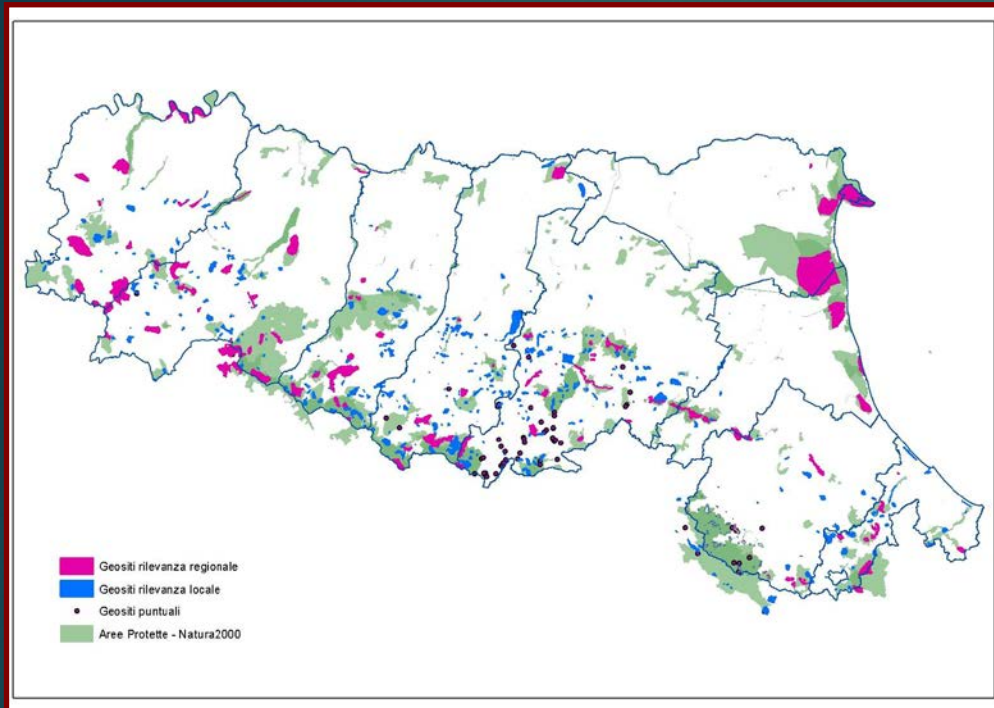 Geositi rilevanza regionale
Geositi rilevanza locale
Geositi puntuali
Aree Protette - Natura2000